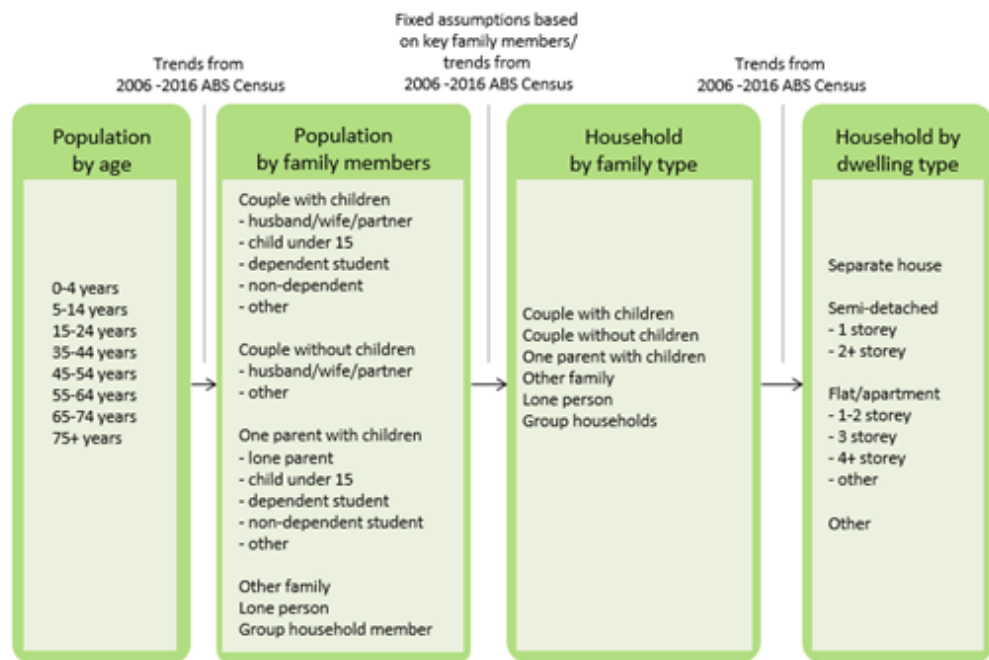 Trends from
2006 -2016 ABS Census
Fixed assumptions based
on key family members/
trends from
2006 -2016 ABS Census
Trends from
2006 -2016 ABS Census
Population
by age
0-4 years
5-14 years
15-24 years
35-44 years
45-54 years
55-64 years
65-74 years
75+ years
Population
by family members
Couple with children
- husband/wife/partner
- child under 15
- dependent student
- non-dependent
- other
Couple without children
- husband/wife/partner
- other
One parent with children
- lone parent
- child under 15
- dependent student
- non-dependent student
- other
Other family
Lone person
Group household member
Household
by family type
Couple with children
Couple without children
One parent with children
Other family
Lone person
Group households
Household by
dwelling type
Separate house
Semi-detached
- 1 storey
- 2+ storey
Flat/apartment
- 1-2 storey
- 3 storey
- 4+ storey
- other
Other